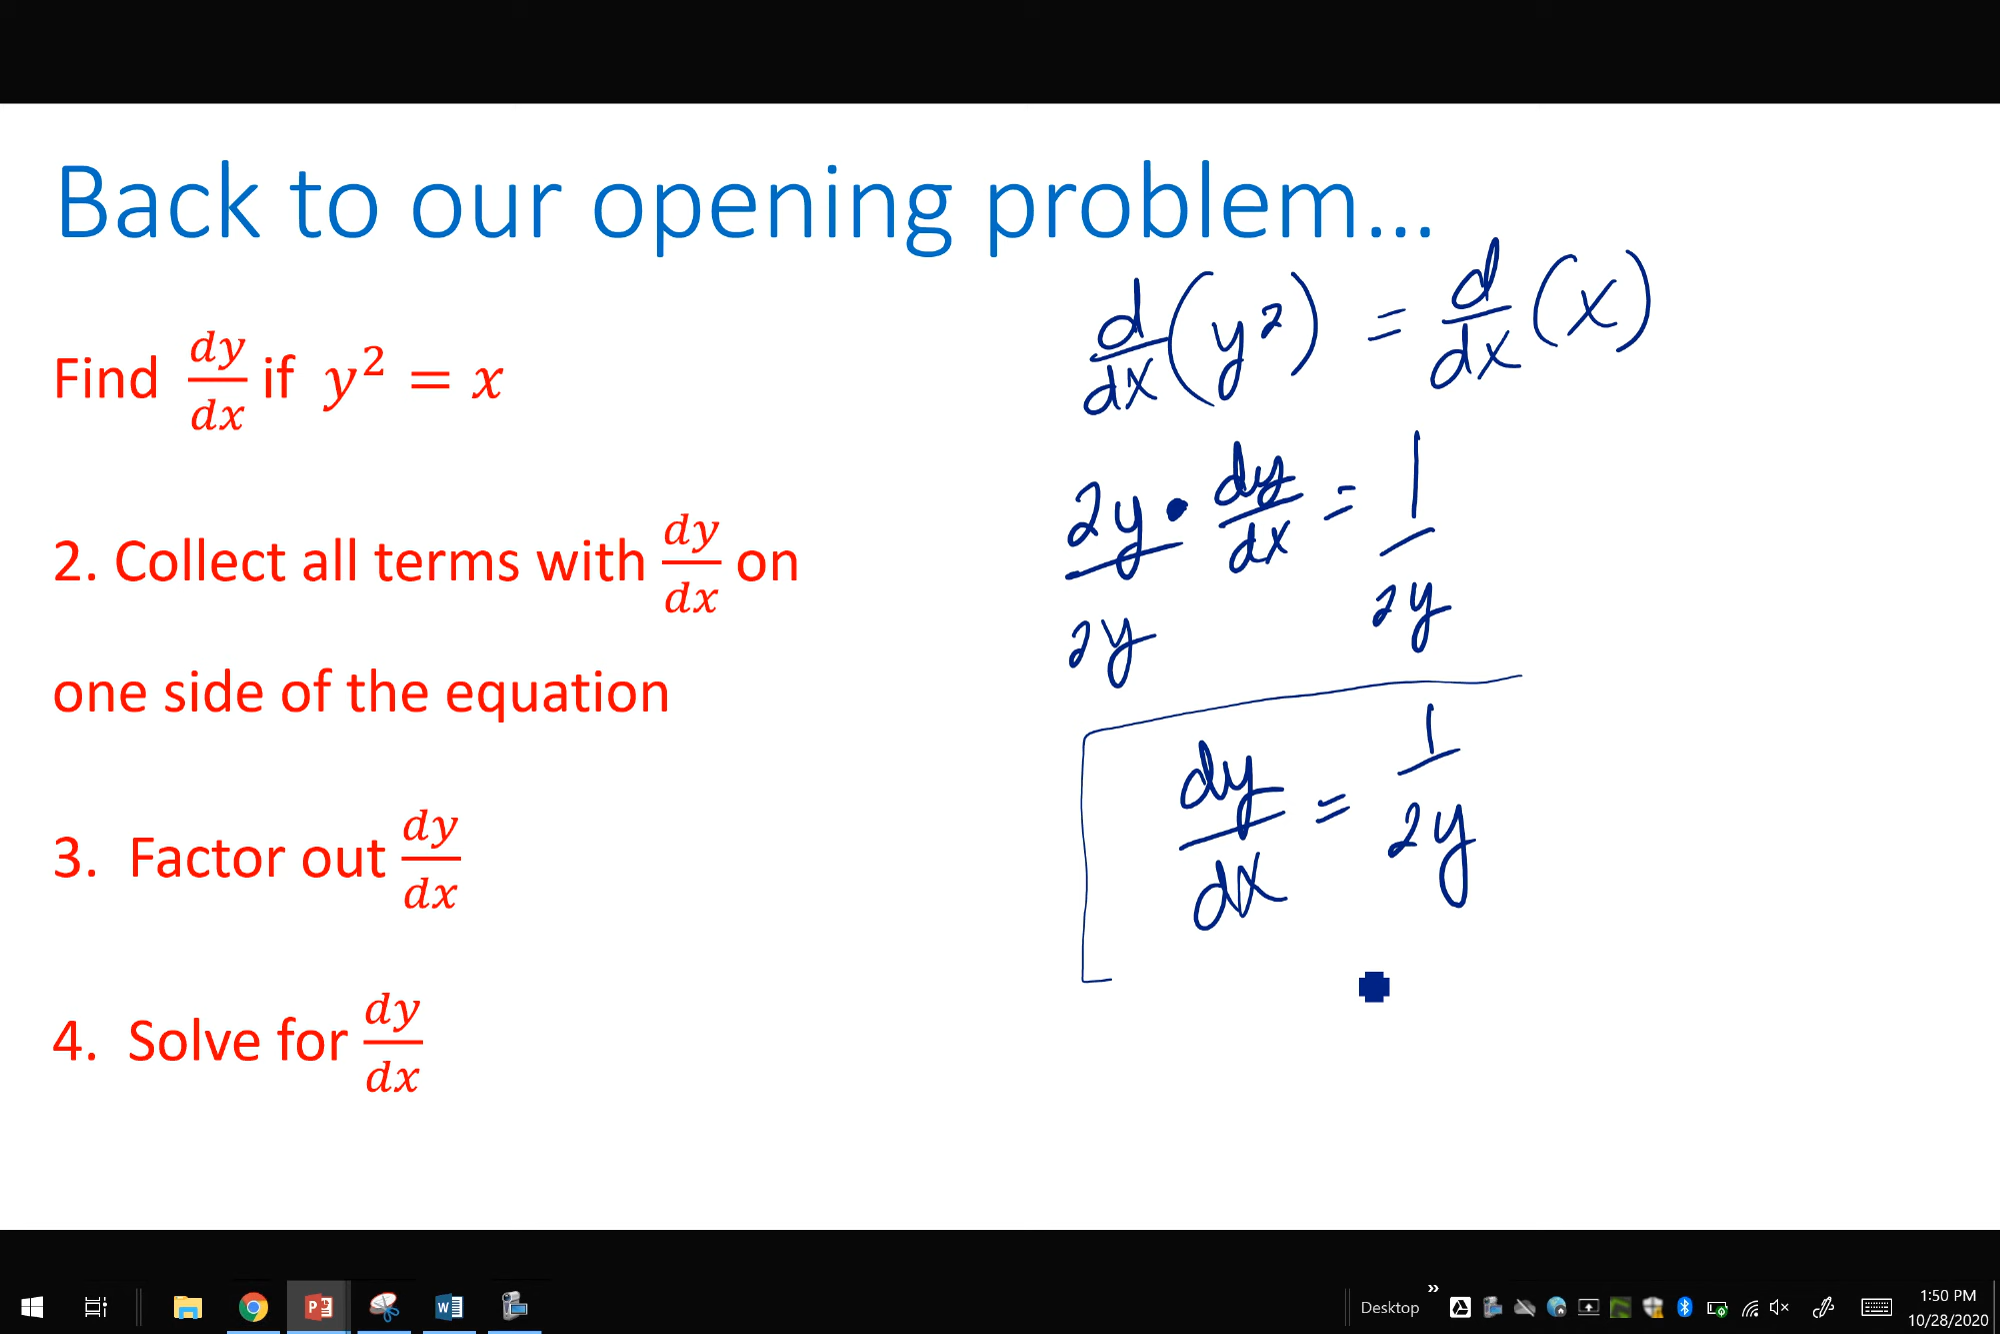 Back to our opening problem...
Find dy/dx if y² = x
2. Collect all terms with dy/dx on
one side of the equation
3. Factor out dy/dx
4. Solve for dy/dx
d/dx (y²) = d/dx (x)
2y • dy/dx = 1
2y 2y
dy/dx = 1/2y
Desktop
1:50 PM
10/28/2020